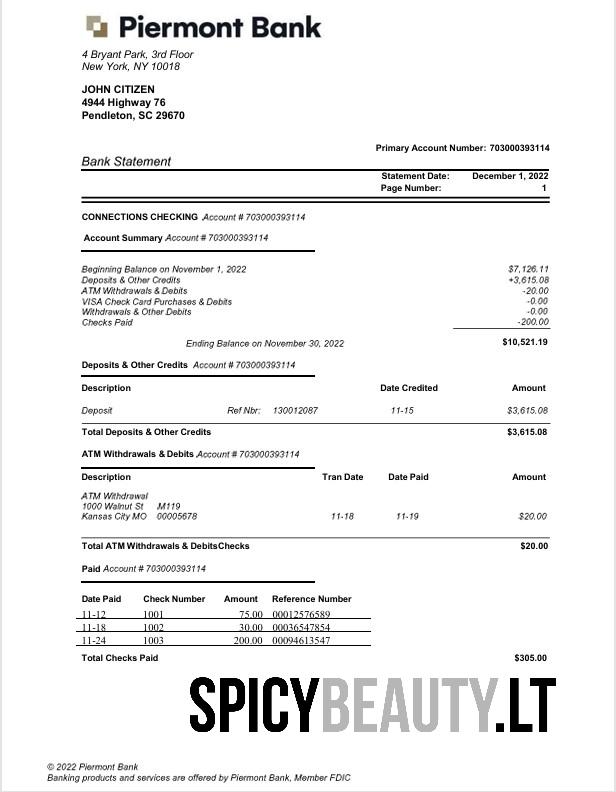 Piermont Bank
4 Bryant Park, 3rd Floor
New York, NY 10018
JOHN CITIZEN
4944 Highway 76
Pendleton, SC 29670
Primary Account Number: 703000393114
Bank Statement
Statement Date: December 1, 2022
Page Number: 1
CONNECTIONS CHECKING Account # 703000393114
Account Summary Account # 703000393114
Beginning Balance on November 1, 2022 $7,126.11
Deposits & Other Credits +3,615.08
ATM Withdrawals & Debits -20.00
VISA Check Card Purchases & Debits -0.00
Withdrawals & Other Debits -0.00
Checks Paid -200.00
Ending Balance on November 30, 2022 $10,521.19
Deposits & Other Credits Account # 703000393114
Description Date Credited Amount
Deposit Ref Nbr: 130012087 11-15 $3,615.08
Total Deposits & Other Credits $3,615.08
ATM Withdrawals & Debits Account # 703000393114
Description Tran Date Date Paid Amount
ATM Withdrawal
1000 Walnut St M119
Kansas City MO 00005678 11-18 11-19 $20.00
Total ATM Withdrawals & DebitsChecks $20.00
Paid Account # 703000393114
Date Paid Check Number Amount Reference Number
11-12 1001 75.00 00012576589
11-18 1002 30.00 00036547854
11-24 1003 200.00 00094613547
Total Checks Paid $305.00
SPICYBEAUTY.LT
© 2022 Piermont Bank
Banking products and services are offered by Piermont Bank, Member FDIC